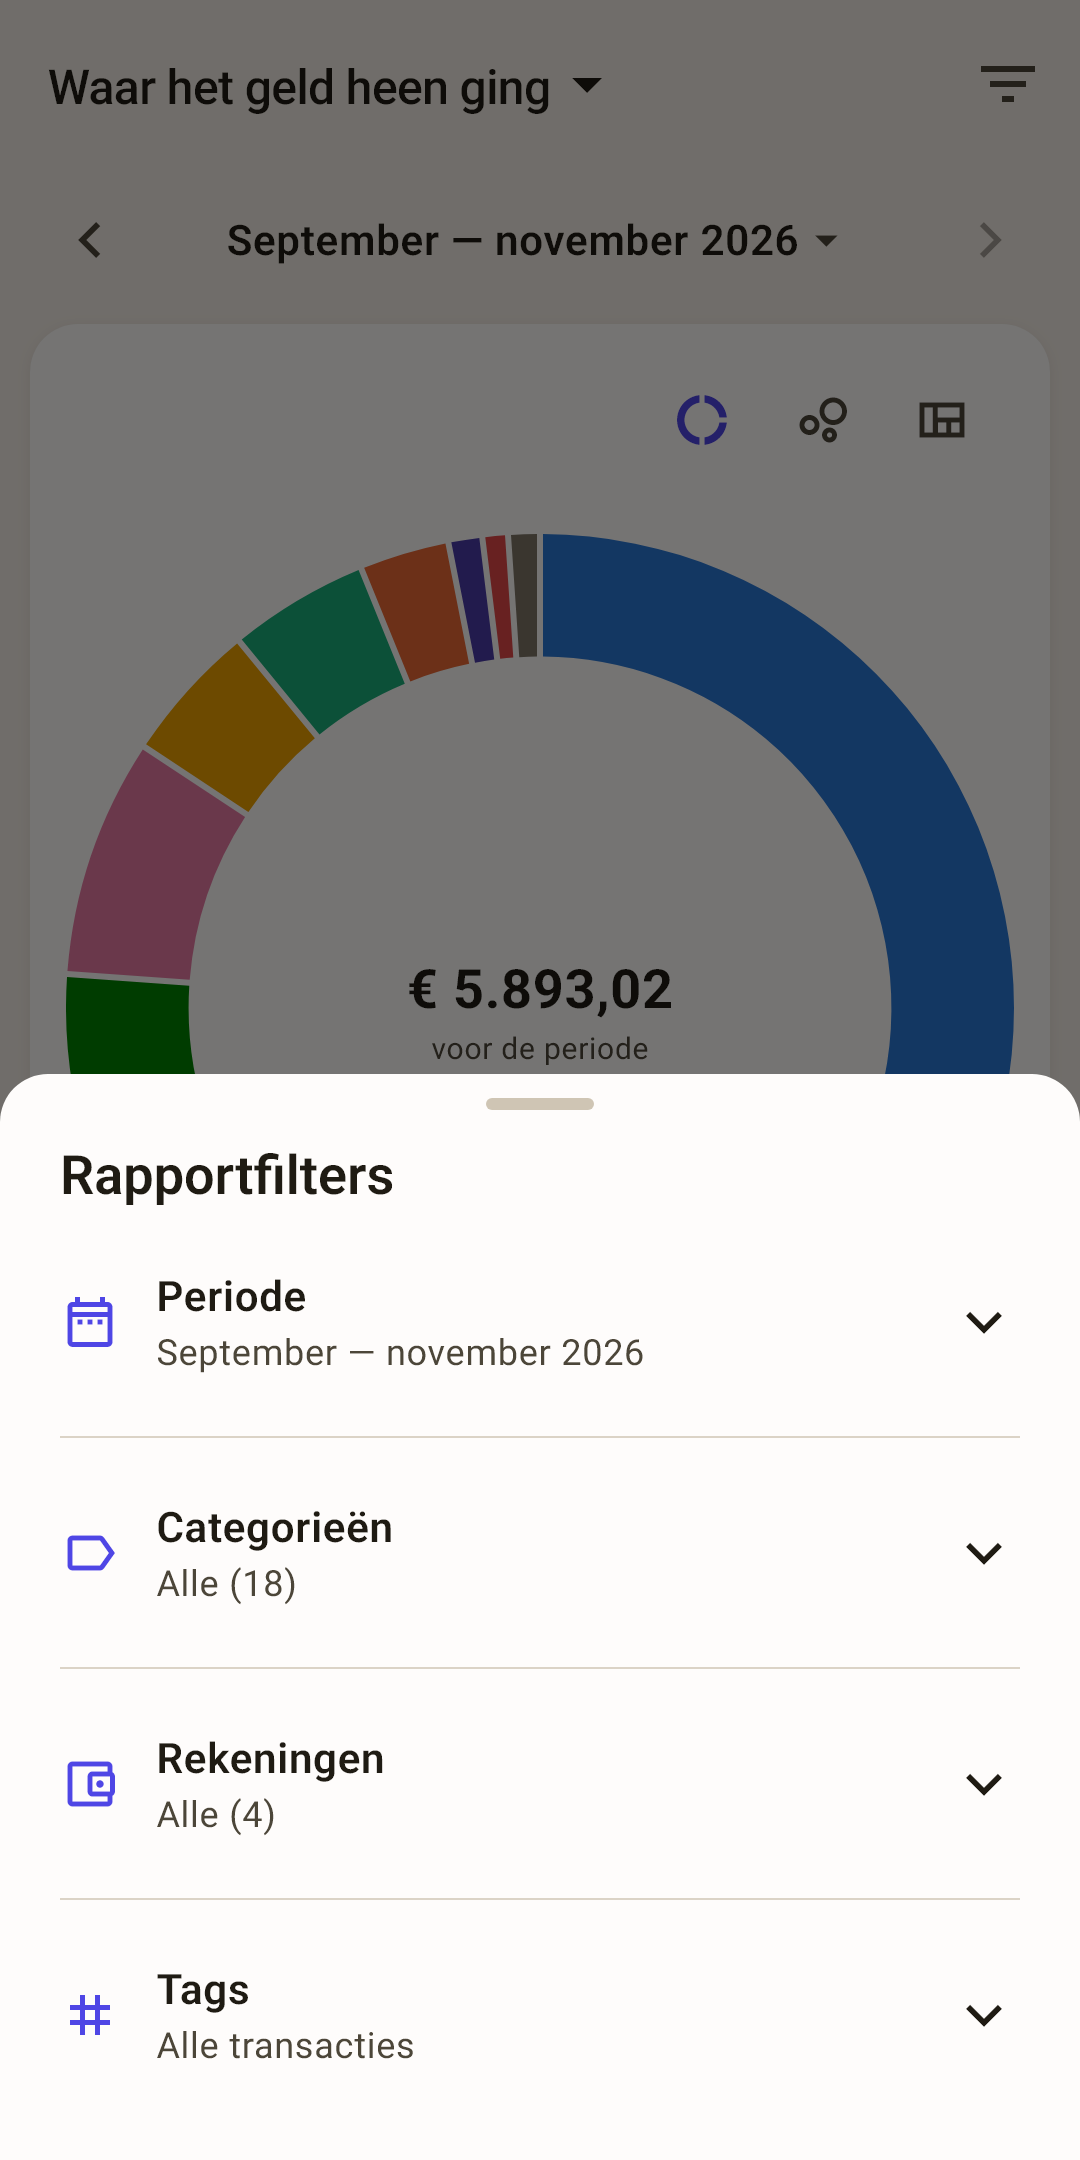 Waar het geld heen ging
September — november 2026
€ 5.893,02
voor de periode
Rapportfilters
Periode
September — november 2026
Categorieën
Alle (18)
Rekeningen
Alle (4)
Tags
Alle transacties